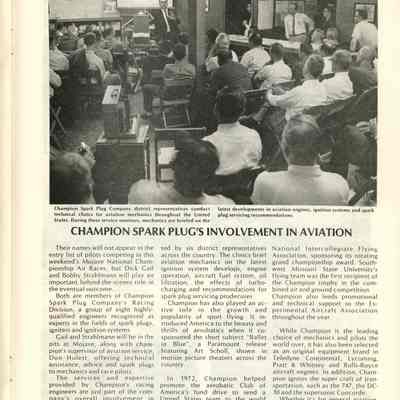 Champion Spark Plug Company district representatives conduct
technical clinics for aviation mechanics throughout the United
States. During these service sessions, mechanics are briefed on the
latest developments in aviation engines, ignition systems and spark
plug servicing recommendations.
CHAMPION SPARK PLUG'S INVOLVEMENT IN AVIATION
Their names will not appear in the
entry list of pilots competing in this
weekend's Mojave National Cham-
pionship Air Races, but Dick Gail
and Bobby Strahlmann will play an
important, behind-the-scenes role in
the eventual outcome.
Both are members of Champion
Spark Plug Company's Racing
Division, a group of eight highly-
qualified engineers recognized as
experts in the fields of spark plugs,
ignition and ignition systems.
Gail and Strahlmann will be in the
pits at Mojave, along with cham-
pion's supervisor of aviation service,
Don Hubert offering technical
assistance, advice and spark plugs
to mechanics and race pilots.
The services and expertise
provided by Champion's racing
engineers are just part of the com-
pany's overall involvement in
sed by six district representatives
across the country. The clinics brief
aviation mechanics on the latest
ignition system develops, engine
operation, aircraft fuel system, oil
filtration, the effects of turbo-
charging and recommendations for
spark plug servicing procedures.
Champion has also played an ac-
tive role in the growth and
popularity of sport flying. It in-
troduced America to the beauty and
thrills of aerobatics when it co-
sponsored the short subject "Ballet
in Blue", a Paramount release
featuring Art Scholl, shown in
motion picture theaters across the
country.
In 1972, Champion helped
promote the aerobatic Club of
America's fund drive to send a
United States team to the world
National Intercollegiate Flying
Association, sponsoring its rotating
grand championship award. South-
west Missouri State University's
flying team was the first recipient of
the Champion trophy in the com-
bined air and ground competition.
Champion also lends promotional
and technical support to the Ex-
perimental Aircraft Association
throughout the year.
While Champion is the leading
choice of mechanics and pilots the
world over, it has also been selected
as an original equipment brand in
Teledyne Continental, Lycoming,
Pratt & Whitney and Rolls-Royce
aircraft engines. In addition, Cham-
pion ignites the super craft of jet tran-
sportation, such as the 747, the DC-
10 and the supersonic Concorde.
Whether it's for general aviation